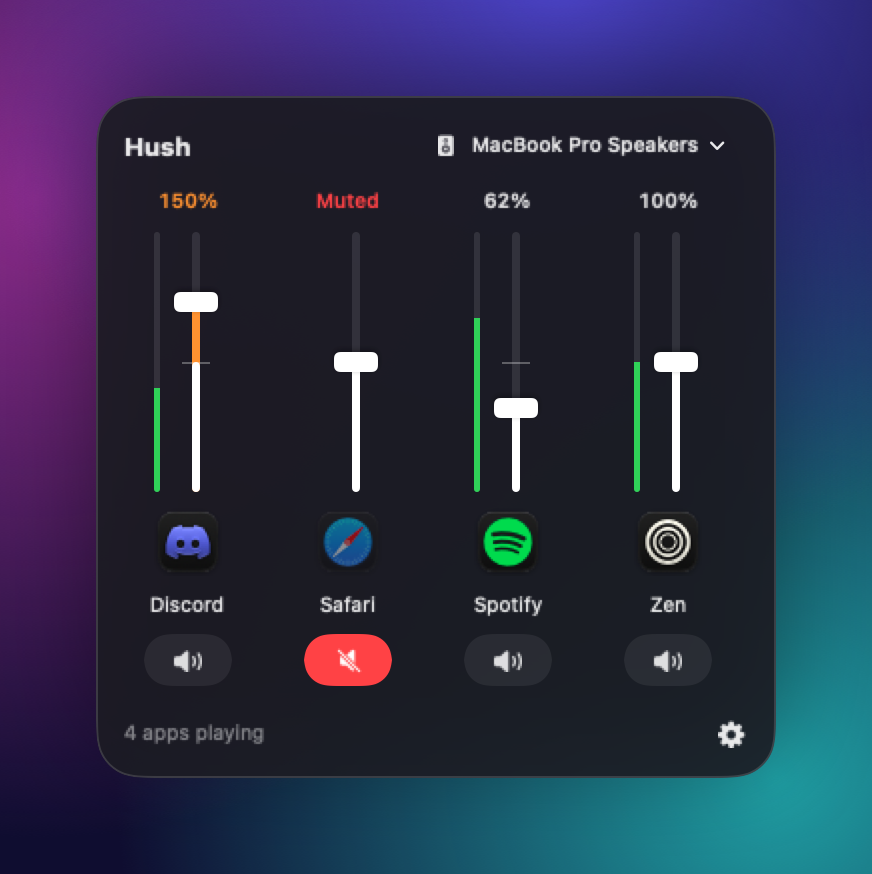 Hush
MacBook Pro Speakers
150%
Muted
62%
100%
Discord
Safari
Spotify
Zen
4 apps playing